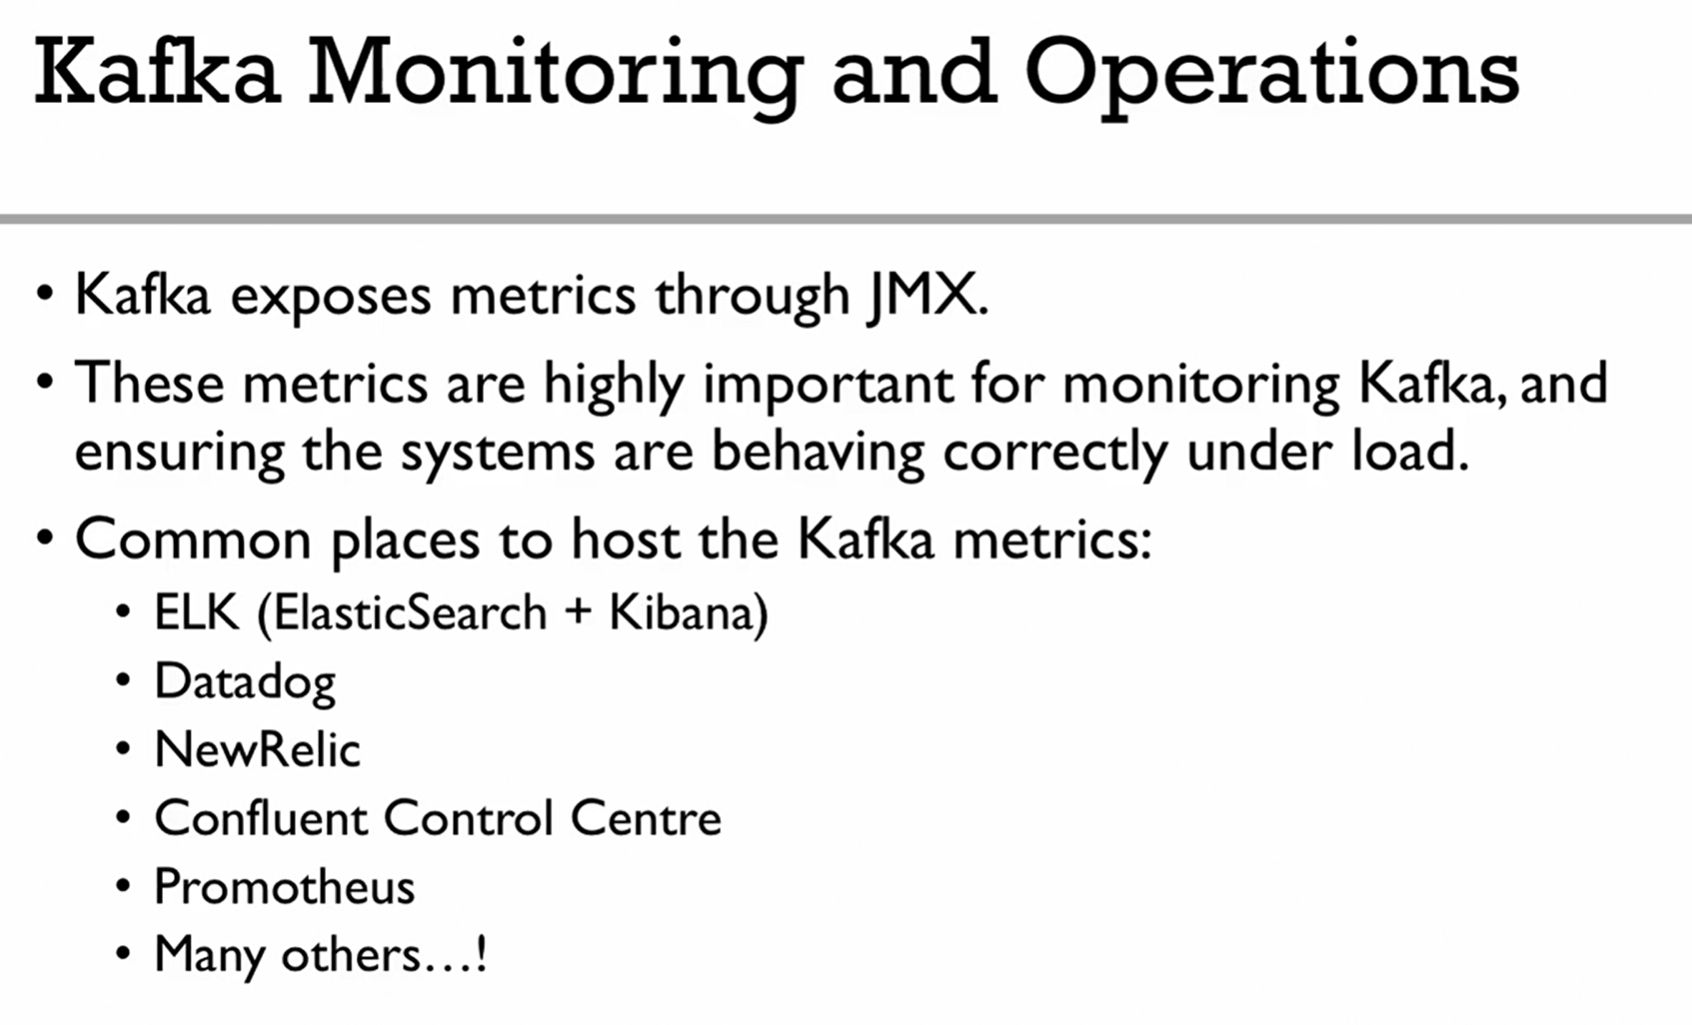 Kafka Monitoring and Operations
• Kafka exposes metrics through JMX.
• These metrics are highly important for monitoring Kafka, and
ensuring the systems are behaving correctly under load.
• Common places to host the Kafka metrics:
• ELK (ElasticSearch + Kibana)
• Datadog
• NewRelic
• Confluent Control Centre
• Promotheus
• Many others...!